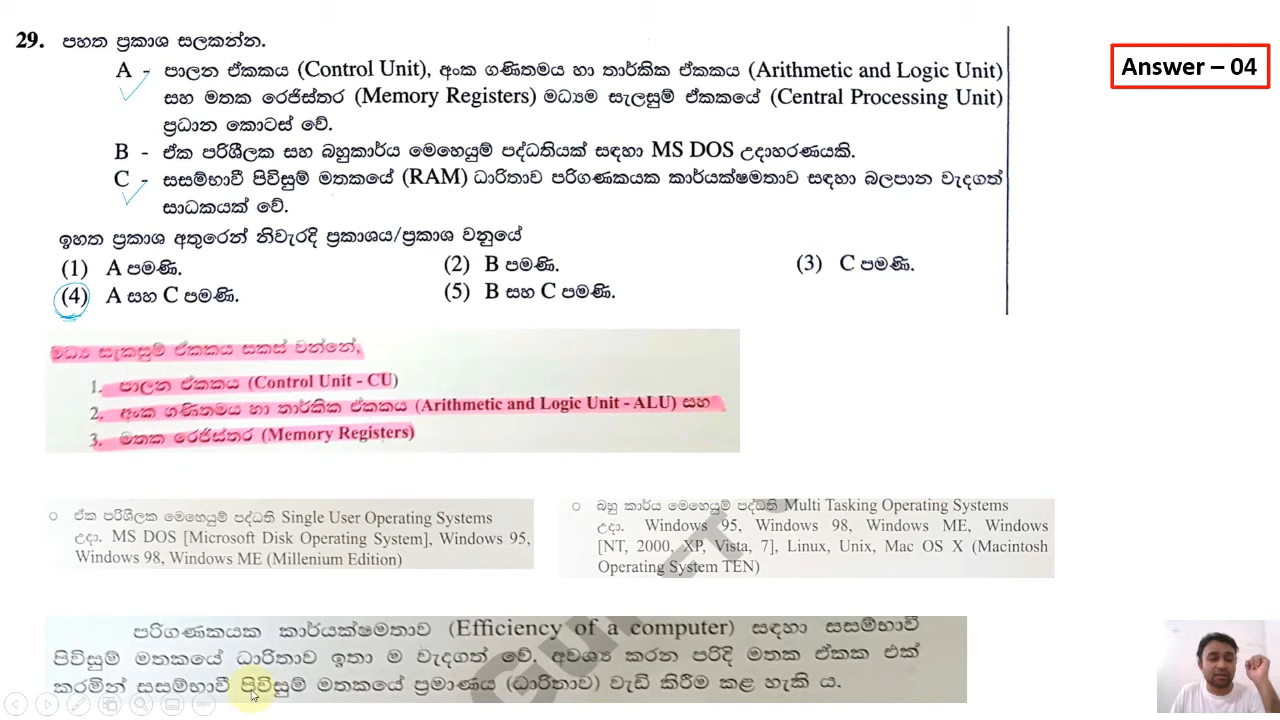 29. පහත ප්‍රකාශ සලකන්න.
Answer – 04
A - පාලන ඒකකය (Control Unit), අංක ගණිතමය හා තාර්කික ඒකකය (Arithmetic and Logic Unit)
සහ මතක රෙජිස්තර (Memory Registers) මධ්‍යම සැලසුම් ඒකකයේ (Central Processing Unit)
ප්‍රධාන කොටස් වේ.
B - ඒක පරිශීලක සහ බහුකාර්ය මෙහෙයුම් පද්ධතියක් සඳහා MS DOS උදාහරණයකි.
C - සසම්භාවී පිවිසුම් මතකයේ (RAM) ධාරිතාව පරිගණකයක කාර්යක්ෂමතාව සඳහා බලපාන වැදගත්
සාධකයක් වේ.
ඉහත ප්‍රකාශ අතුරෙන් නිවැරදි ප්‍රකාශය/ප්‍රකාශ වනුයේ
(1) A පමණි. (2) B පමණි. (3) C පමණි.
(4) A සහ C පමණි. (5) B සහ C පමණි.
මධ්‍ය සැකසුම් ඒකකය සකස් වන්නේ,
1. පාලන ඒකකය (Control Unit - CU)
2. අංක ගණිතමය හා තාර්කික ඒකකය (Arithmetic and Logic Unit - ALU) සහ
3. මතක රෙජිස්තර (Memory Registers)
○ ඒක පරිශීලක මෙහෙයුම් පද්ධති Single User Operating Systems
උදා. MS DOS [Microsoft Disk Operating System], Windows 95,
Windows 98, Windows ME (Millenium Edition)
○ බහු කාර්ය මෙහෙයුම් පද්ධති Multi Tasking Operating Systems
උදා. Windows 95, Windows 98, Windows ME, Windows
[NT, 2000, XP, Vista, 7], Linux, Unix, Mac OS X (Macintosh
Operating System TEN)
පරිගණකයක කාර්යක්ෂමතාව (Efficiency of a computer) සඳහා සසම්භාවී
පිවිසුම් මතකයේ ධාරිතාව ඉතා ම වැදගත් වේ. අවශ්‍ය කරන පරිදි මතක ඒකක එක්
කරමින් සසම්භාවී පිවිසුම් මතකයේ ප්‍රමාණය (ධාරිතාව) වැඩි කිරීම කළ හැකි ය.